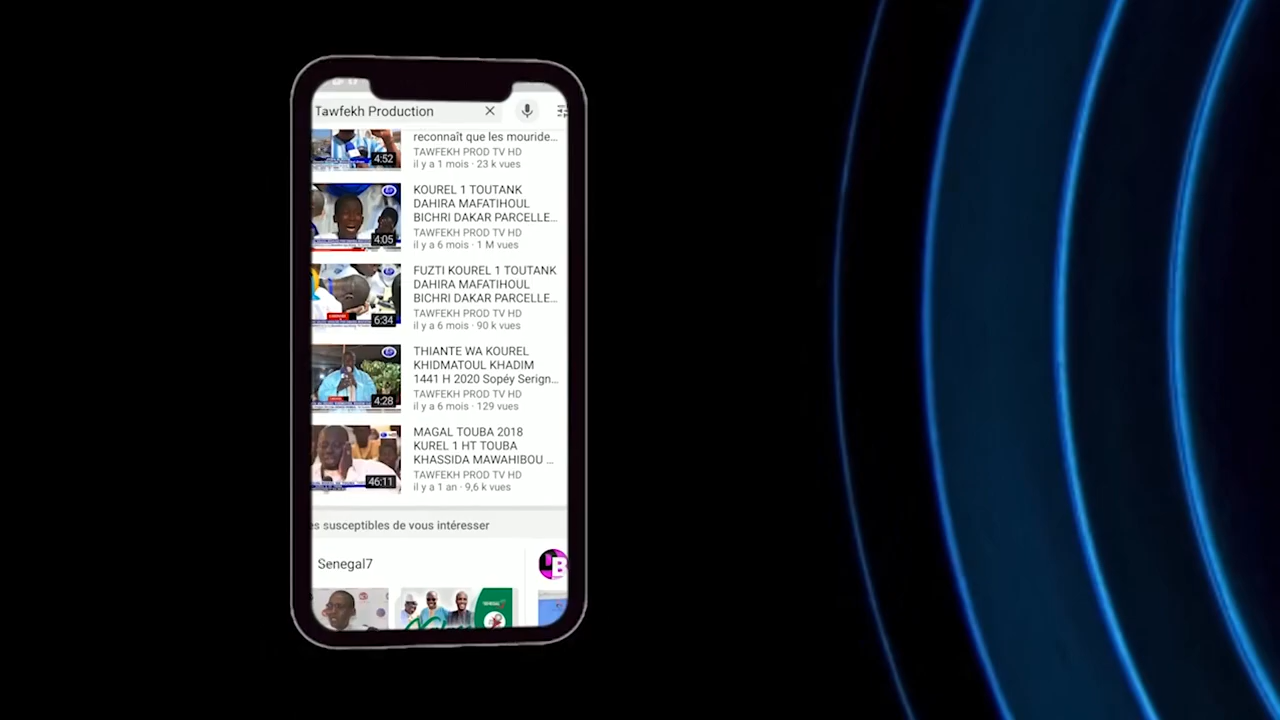 Tawfekh Production
reconnaît que les mouride...
TAWFEKH PROD TV HD
il y a 1 mois · 23 k vues
4:52
KOUREL 1 TOUTANK
DAHIRA MAFATIHOUL
BICHRI DAKAR PARCELLE...
TAWFEKH PROD TV HD
il y a 6 mois · 1 M vues
4:05
FUZTI KOUREL 1 TOUTANK
DAHIRA MAFATIHOUL
BICHRI DAKAR PARCELLE...
TAWFEKH PROD TV HD
il y a 6 mois · 90 k vues
6:34
THIANTE WA KOUREL
KHIDMATOUL KHADIM
1441 H 2020 Sopéy Serign...
TAWFEKH PROD TV HD
il y a 6 mois · 129 vues
4:28
MAGAL TOUBA 2018
KUREL 1 HT TOUBA
KHASSIDA MAWAHIBOU ...
TAWFEKH PROD TV HD
il y a 1 an · 9,6 k vues
46:11
es susceptibles de vous intéresser
Senegal7